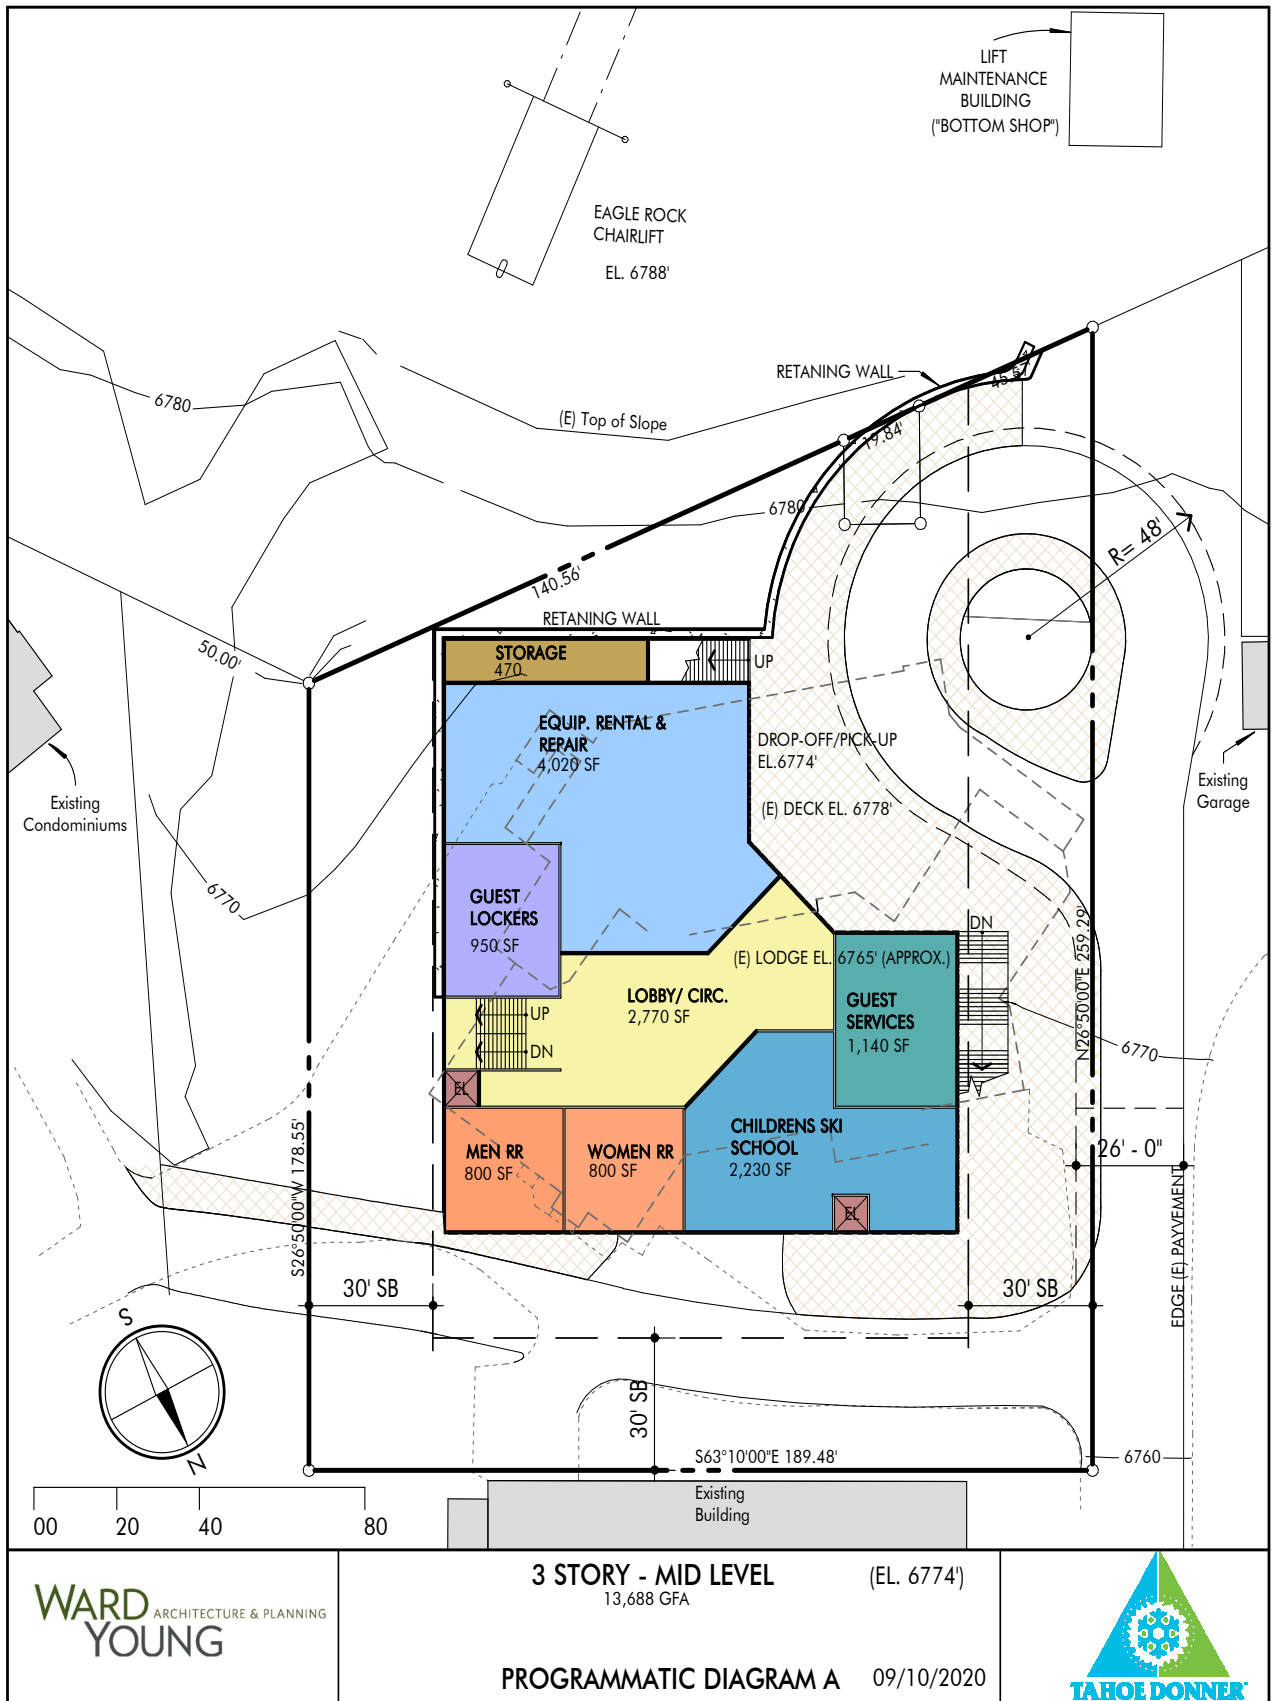 LIFT
MAINTENANCE
BUILDING
("BOTTOM SHOP")
EAGLE ROCK
CHAIRLIFT
EL. 6788'
RETANING WALL
45.57'
6780
(E) Top of Slope
19.84'
6780
R= 48'
140.56'
RETANING WALL
50.00'
STORAGE
470
UP
EQUIP. RENTAL &
REPAIR
4,020 SF
DROP-OFF/PICK-UP
EL.6774'
(E) DECK EL. 6778'
Existing
Condominiums
Existing
Garage
6770
GUEST
LOCKERS
950 SF
DN
N26°50'00"E 259.29'
(E) LODGE EL. 6765' (APPROX.)
LOBBY/ CIRC.
2,770 SF
GUEST
SERVICES
1,140 SF
UP
DN
6770
EL
MEN RR
800 SF
WOMEN RR
800 SF
CHILDRENS SKI
SCHOOL
2,230 SF
EL
26' - 0"
S26°50'00"W 178.55'
EDGE (E) PAYVEMENT
30' SB
30' SB
30' SB
S
N
S63°10'00"E 189.48'
6760
Existing
Building
00 20 40 80
WARD ARCHITECTURE & PLANNING
YOUNG
3 STORY - MID LEVEL (EL. 6774')
13,688 GFA
PROGRAMMATIC DIAGRAM A 09/10/2020
TAHOE DONNER